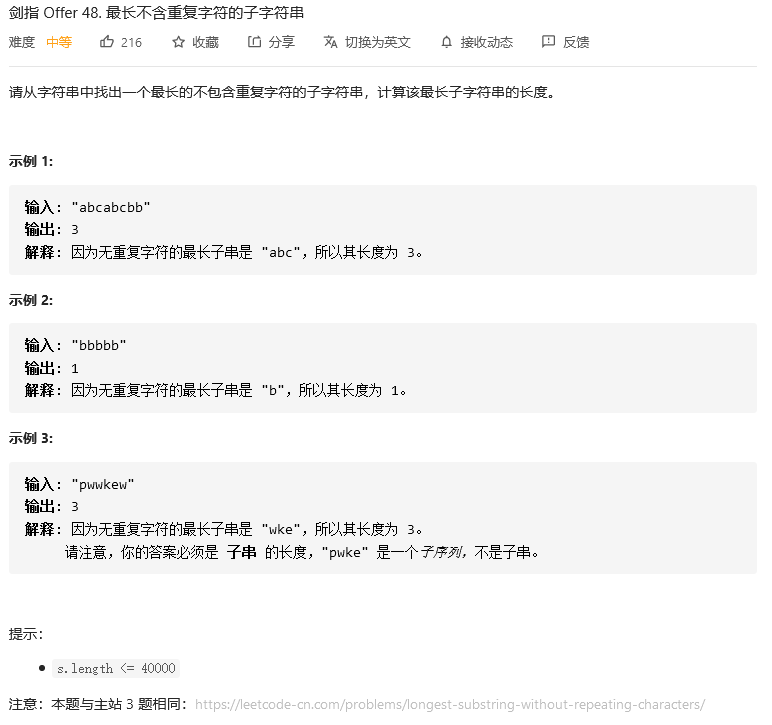 剑指 Offer 48. 最长不含重复字符的子字符串
难度 中等 216 收藏 分享 切换为英文 接收动态 反馈
请从字符串中找出一个最长的不包含重复字符的子字符串，计算该最长子字符串的长度。
示例 1:
输入: "abcabcbb"
输出: 3
解释: 因为无重复字符的最长子串是 "abc"，所以其长度为 3。
示例 2:
输入: "bbbbb"
输出: 1
解释: 因为无重复字符的最长子串是 "b"，所以其长度为 1。
示例 3:
输入: "pwwkew"
输出: 3
解释: 因为无重复字符的最长子串是 "wke"，所以其长度为 3。
请注意，你的答案必须是 子串 的长度，"pwke" 是一个子序列，不是子串。
提示：
• s.length <= 40000
注意：本题与主站 3 题相同：https://leetcode-cn.com/problems/longest-substring-without-repeating-characters/